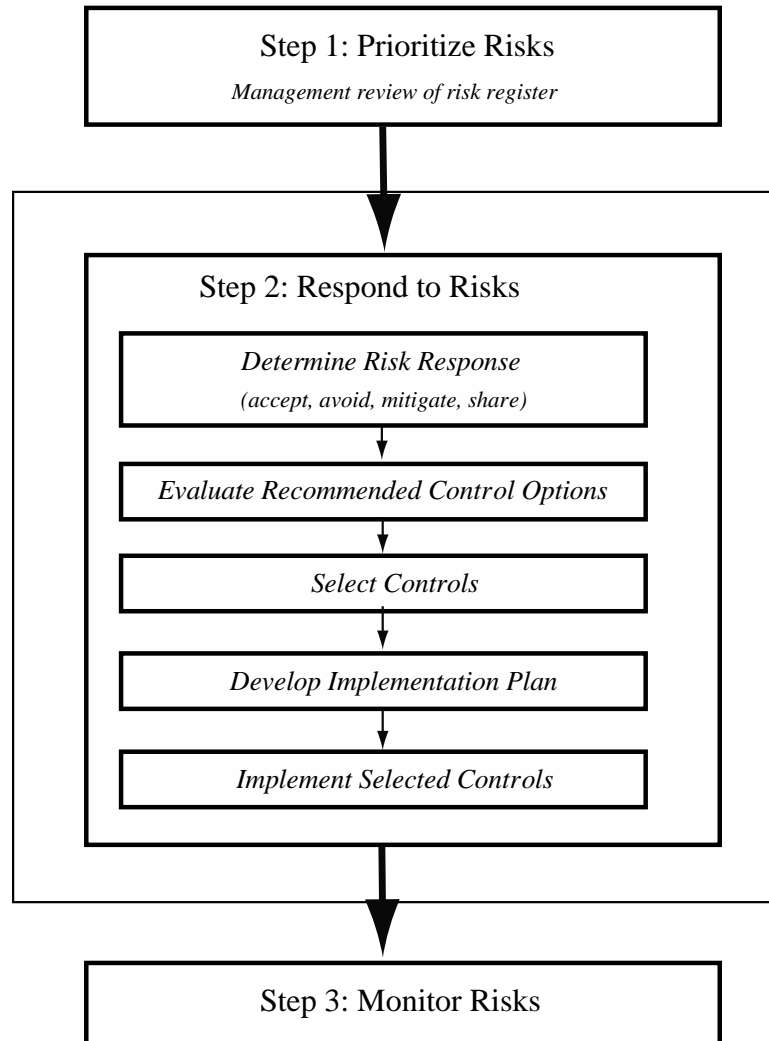 Step 1: Prioritize Risks
Management review of risk register
Step 2: Respond to Risks
Determine Risk Response
(accept, avoid, mitigate, share)
Evaluate Recommended Control Options
Select Controls
Develop Implementation Plan
Implement Selected Controls
Step 3: Monitor Risks